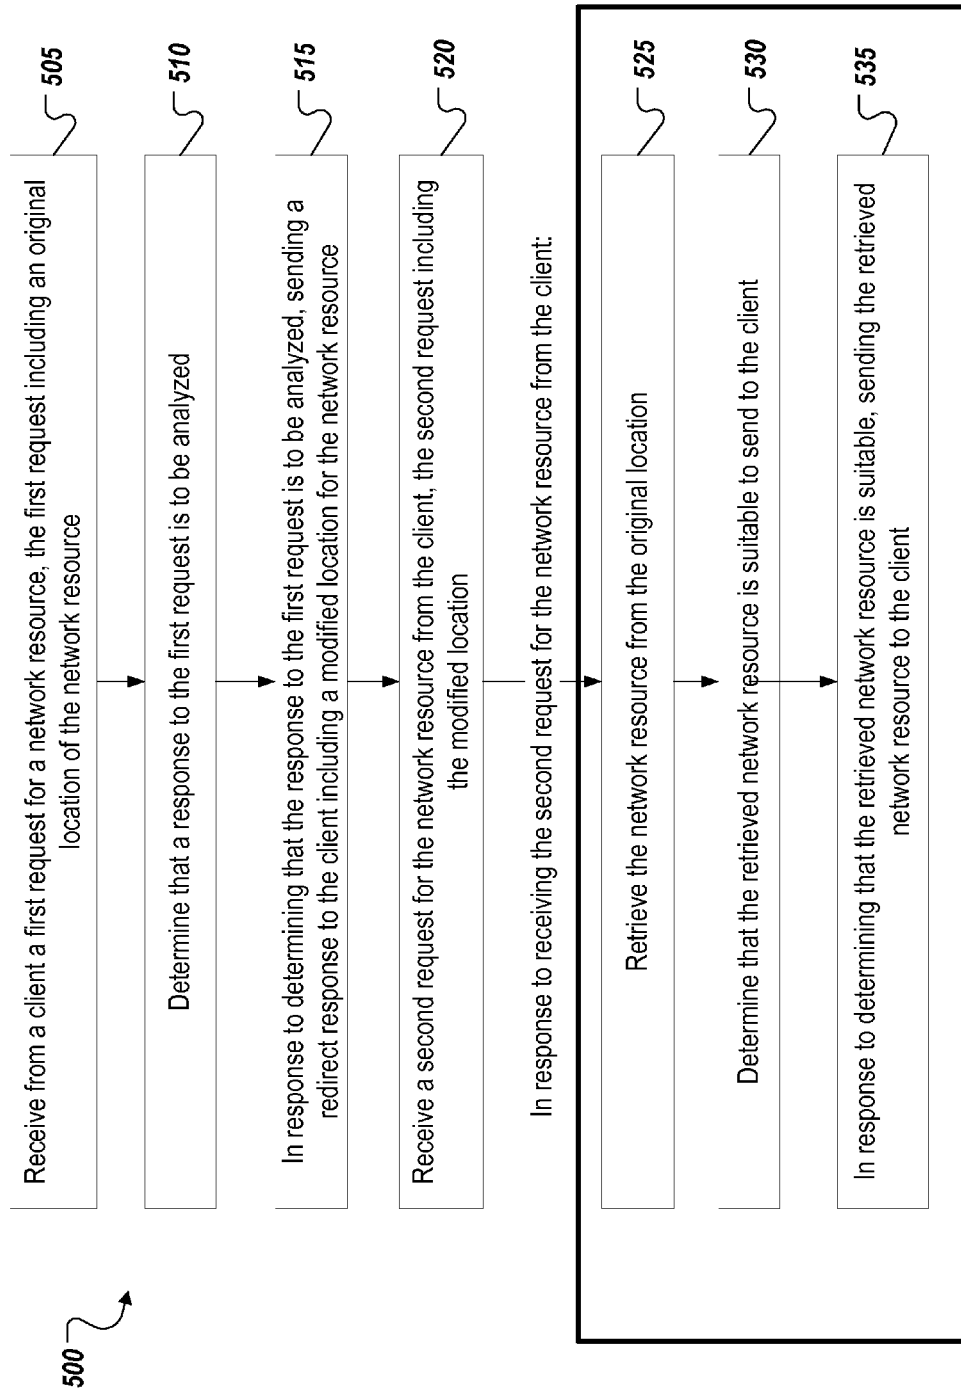 500
Receive from a client a first request for a network resource, the first request including an original
location of the network resource
505
Determine that a response to the first request is to be analyzed
510
In response to determining that the response to the first request is to be analyzed, sending a
redirect response to the client including a modified location for the network resource
515
Receive a second request for the network resource from the client, the second request including
the modified location
520
In response to receiving the second request for the network resource from the client:
Retrieve the network resource from the original location
525
Determine that the retrieved network resource is suitable to send to the client
530
In response to determining that the retrieved network resource is suitable, sending the retrieved
network resource to the client
535